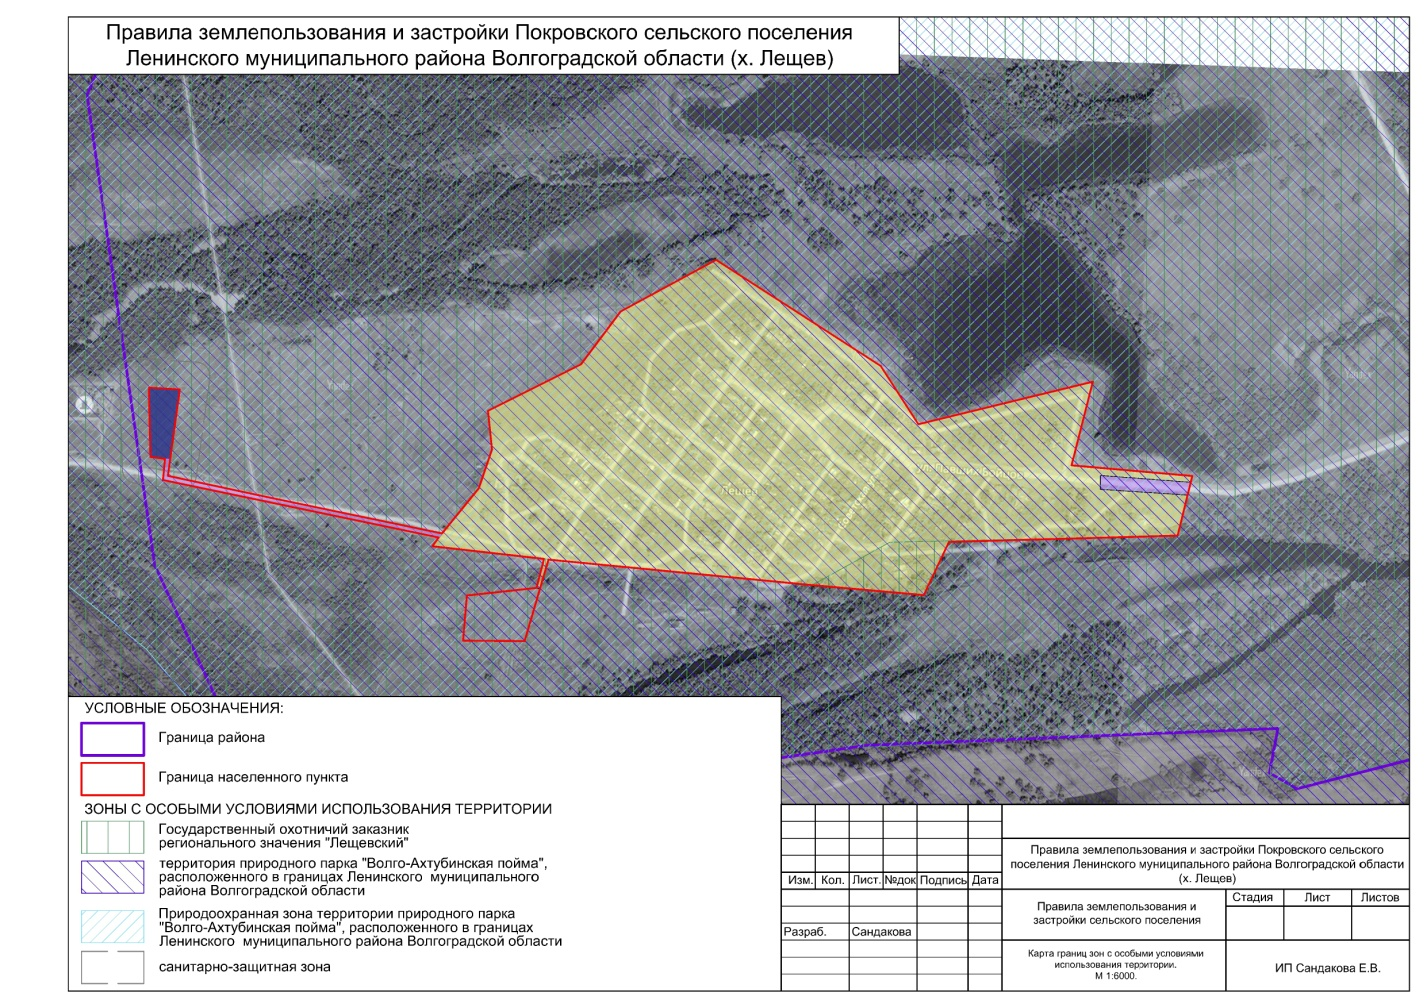 Правила землепользования и застройки Покровского сельского поселения
Ленинского муниципального района Волгоградской области (х. Лещев)
Лещев
УСЛОВНЫЕ ОБОЗНАЧЕНИЯ:
Граница района
Граница населенного пункта
ЗОНЫ С ОСОБЫМИ УСЛОВИЯМИ ИСПОЛЬЗОВАНИЯ ТЕРРИТОРИИ
Государственный охотничий заказник
регионального значения "Лещевский"
территория природного парка "Волго-Ахтубинская пойма",
расположенного в границах Ленинского муниципального
района Волгоградской области
Природоохранная зона территории природного парка
"Волго-Ахтубинская пойма", расположенного в границах
Ленинского муниципального района Волгоградской области
санитарно-защитная зона
Изм. Кол. Лист. №док Подпись Дата
Разраб. Сандакова
Правила землепользования и застройки Покровского сельского
поселения Ленинского муниципального района Волгоградской области
(х. Лещев)
Правила землепользования и
застройки сельского поселения
Стадия Лист Листов
Карта границ зон с особыми условиями
использования территории.
М 1:6000.
ИП Сандакова Е.В.